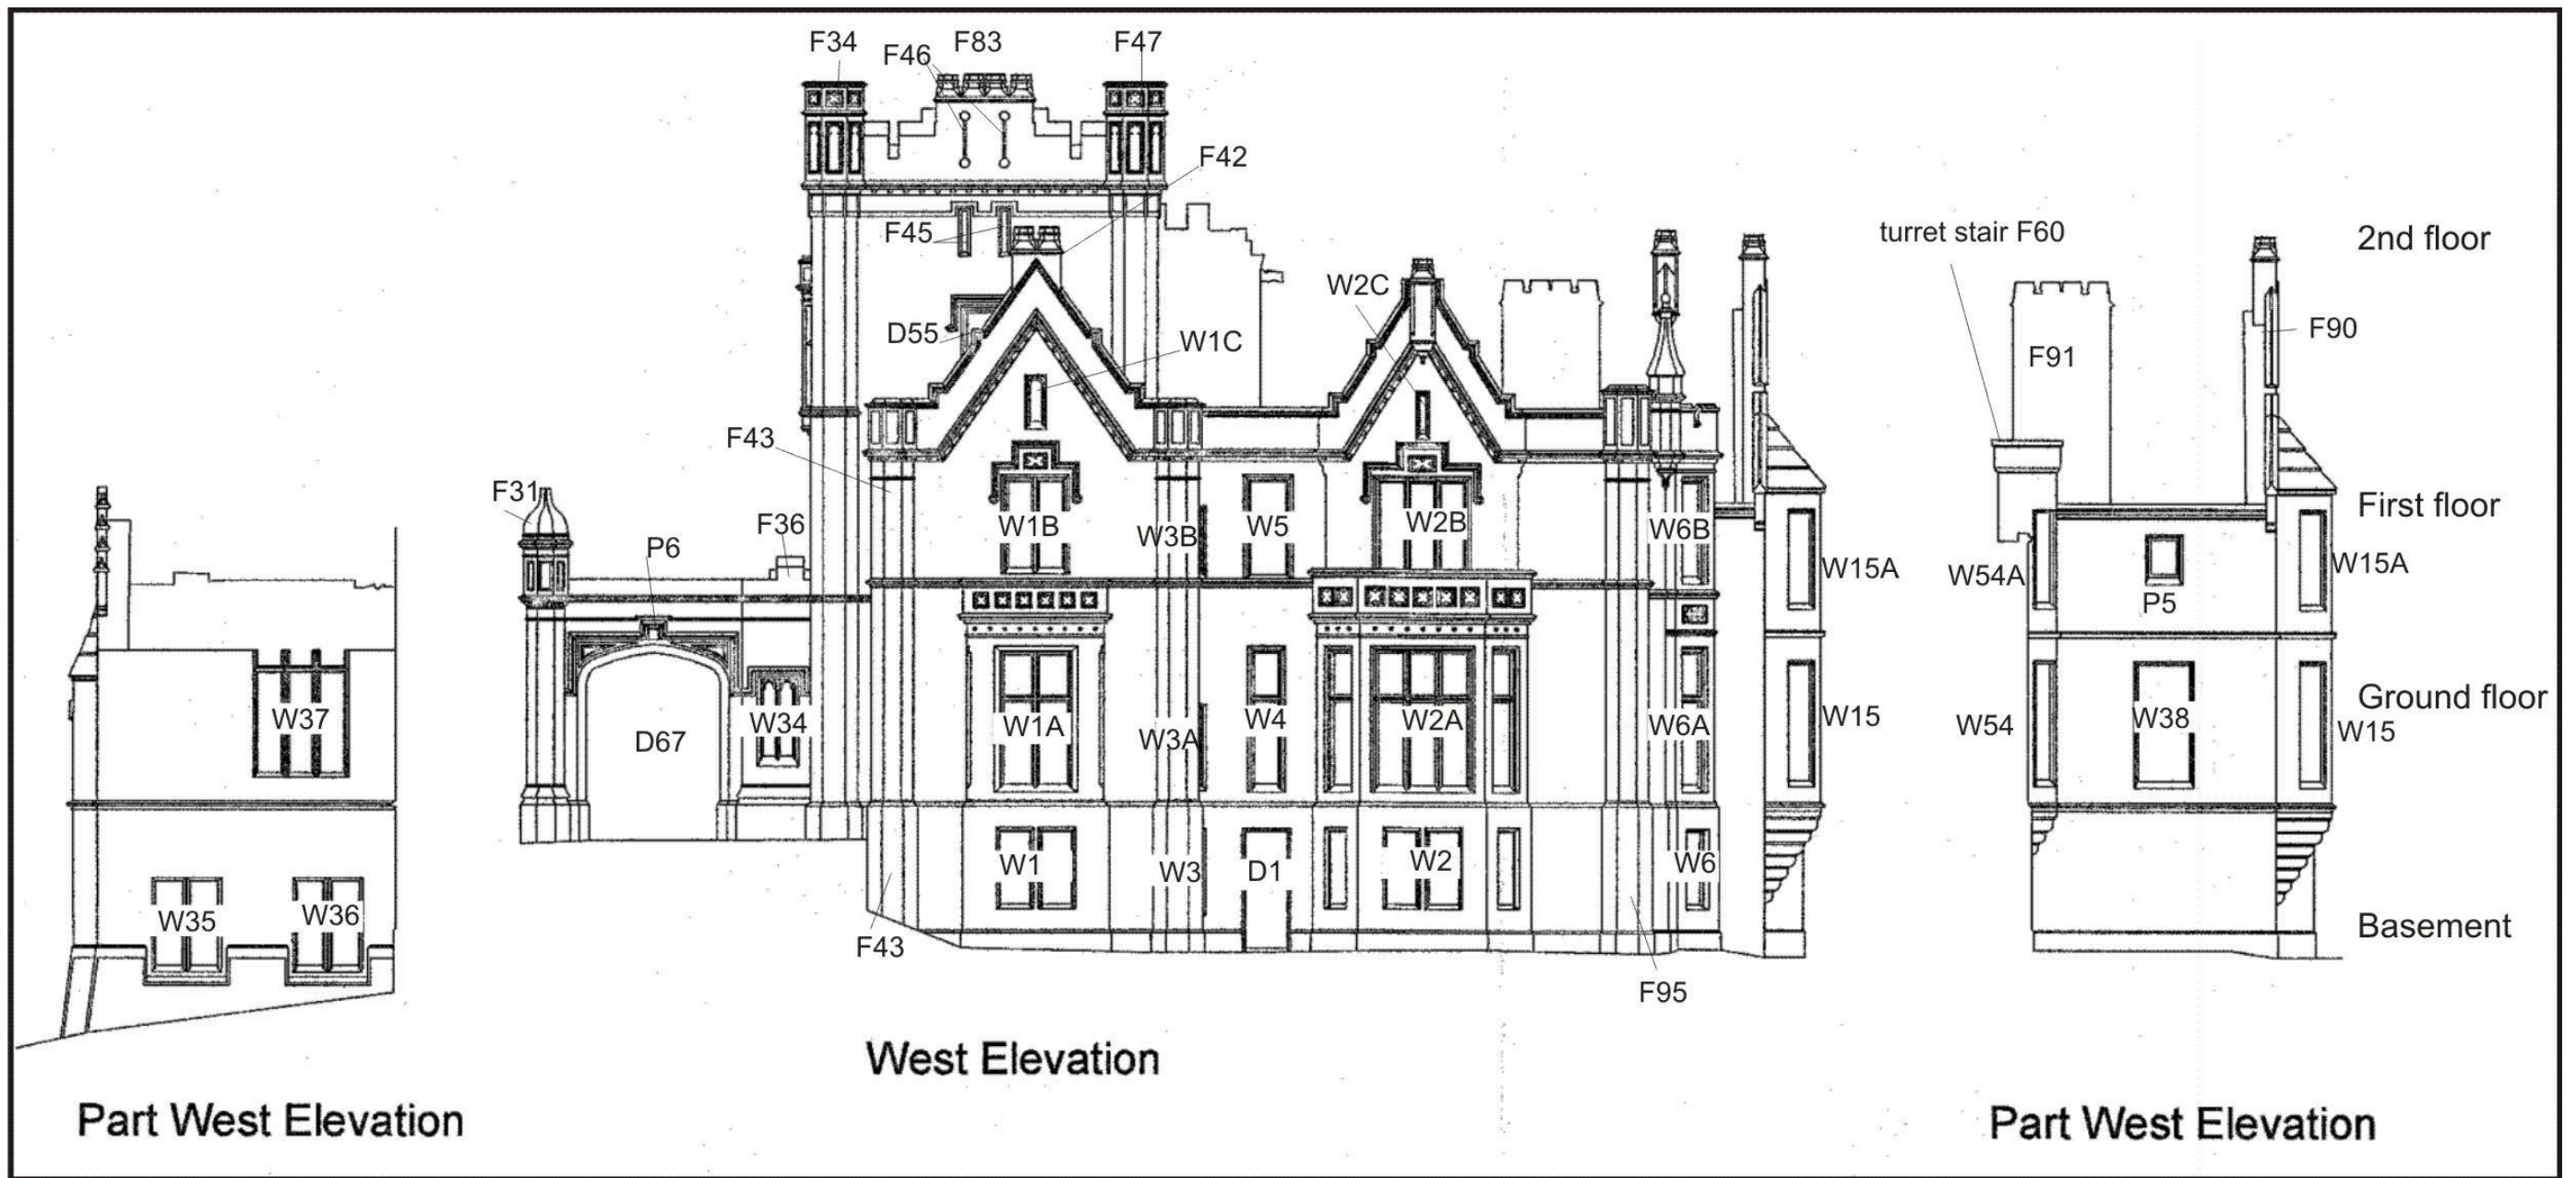 F34
F46
F83
F47
F42
F45
turret stair F60
2nd floor
W2C
D55
W1C
F90
F91
F43
F31
F36
P6
W1B
W3B
W5
W2B
W6B
First floor
W15A
W54A
P5
W15A
W37
D67
W34
W1A
W3A
W4
W2A
W6A
W15
W54
W38
W15
Ground floor
W35
W36
W1
W3
D1
W2
W6
Basement
F43
F95
West Elevation
Part West Elevation
Part West Elevation